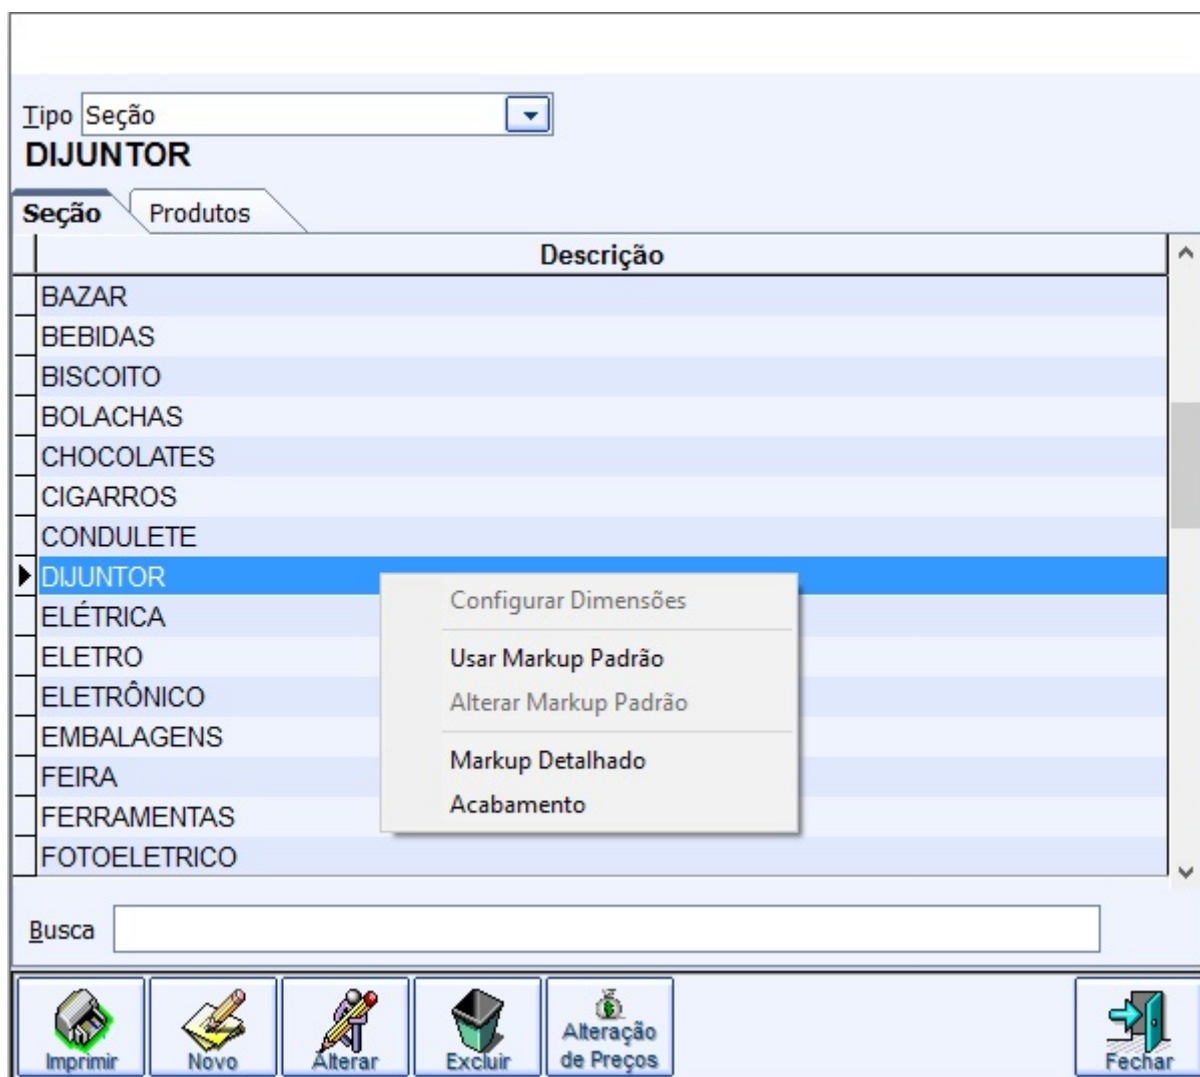 Tipo Seção
DIJUNTOR
Seção Produtos
Descrição
BAZAR
BEBIDAS
BISCOITO
BOLACHAS
CHOCOLATES
CIGARROS
CONDULETE
DIJUNTOR
ELÉTRICA
ELETRO
ELETRÔNICO
EMBALAGENS
FEIRA
FERRAMENTAS
FOTOELETRICO
Configurar Dimensões
Usar Markup Padrão
Alterar Markup Padrão
Markup Detalhado
Acabamento
Busca
Imprimir
Novo
Alterar
Excluir
Alteração
de Preços
Fechar